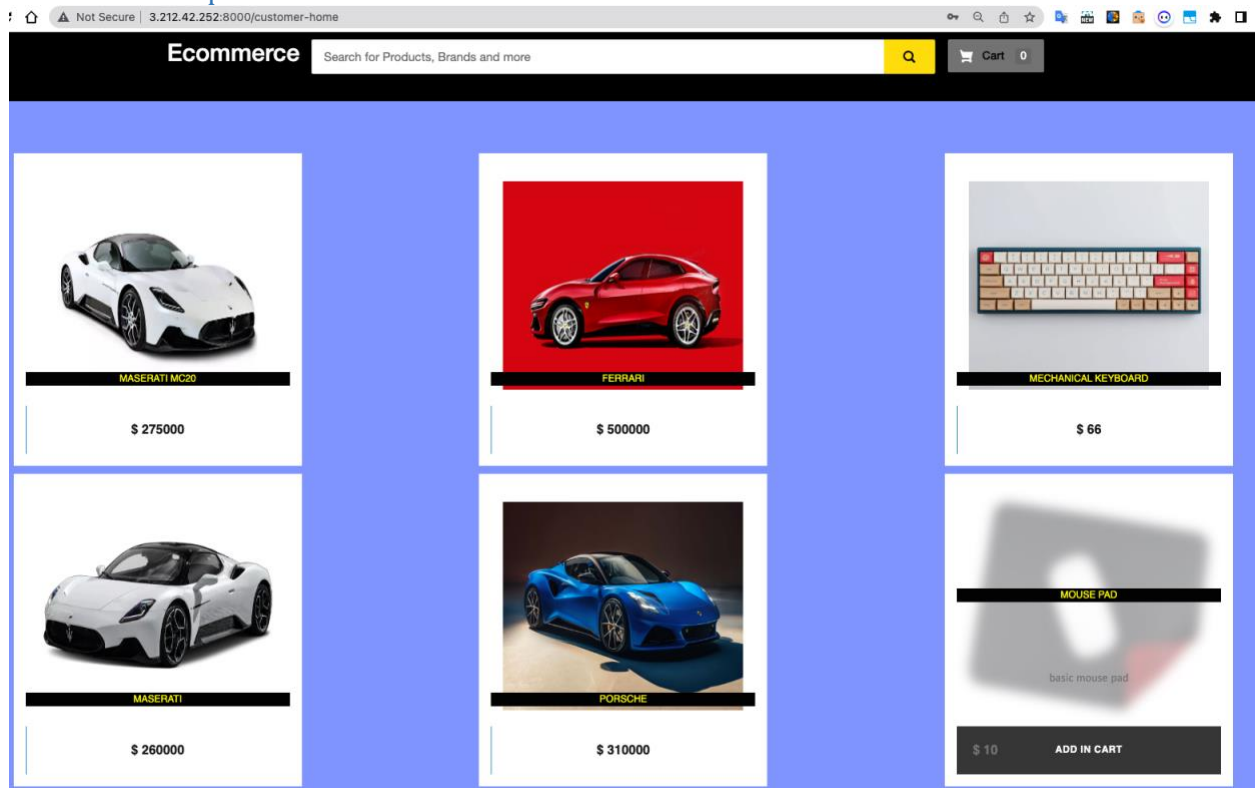 Not Secure | 3.212.42.252:8000/customer-home
NEW
Ecommerce
Search for Products, Brands and more
Cart 0
MASERATI MC20
FERRARI
MECHANICAL KEYBOARD
$ 275000
$ 500000
$ 66
MASERATI
PORSCHE
MOUSE PAD
basic mouse pad
$ 260000
$ 310000
$ 10 ADD IN CART